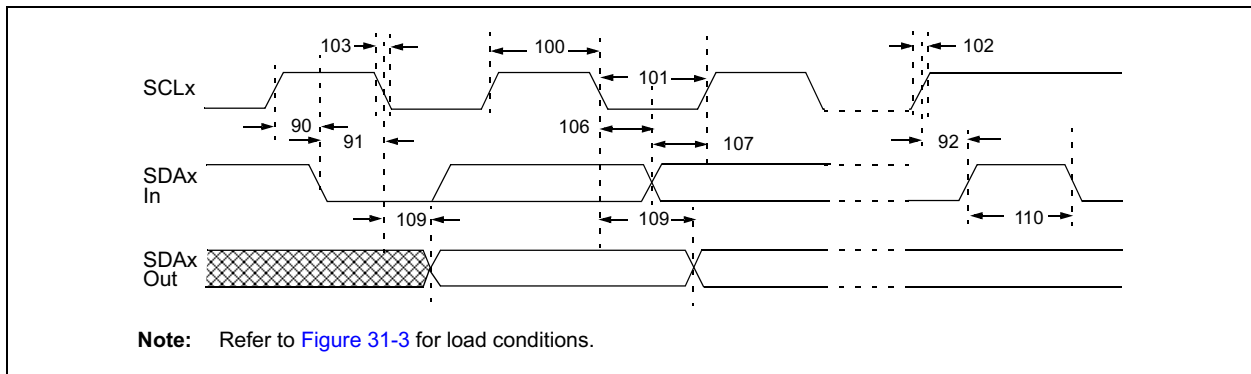 103
100
102
101
SCLx
90
91
106
107
92
SDAx
In
109
109
110
SDAx
Out
Note: Refer to Figure 31-3 for load conditions.